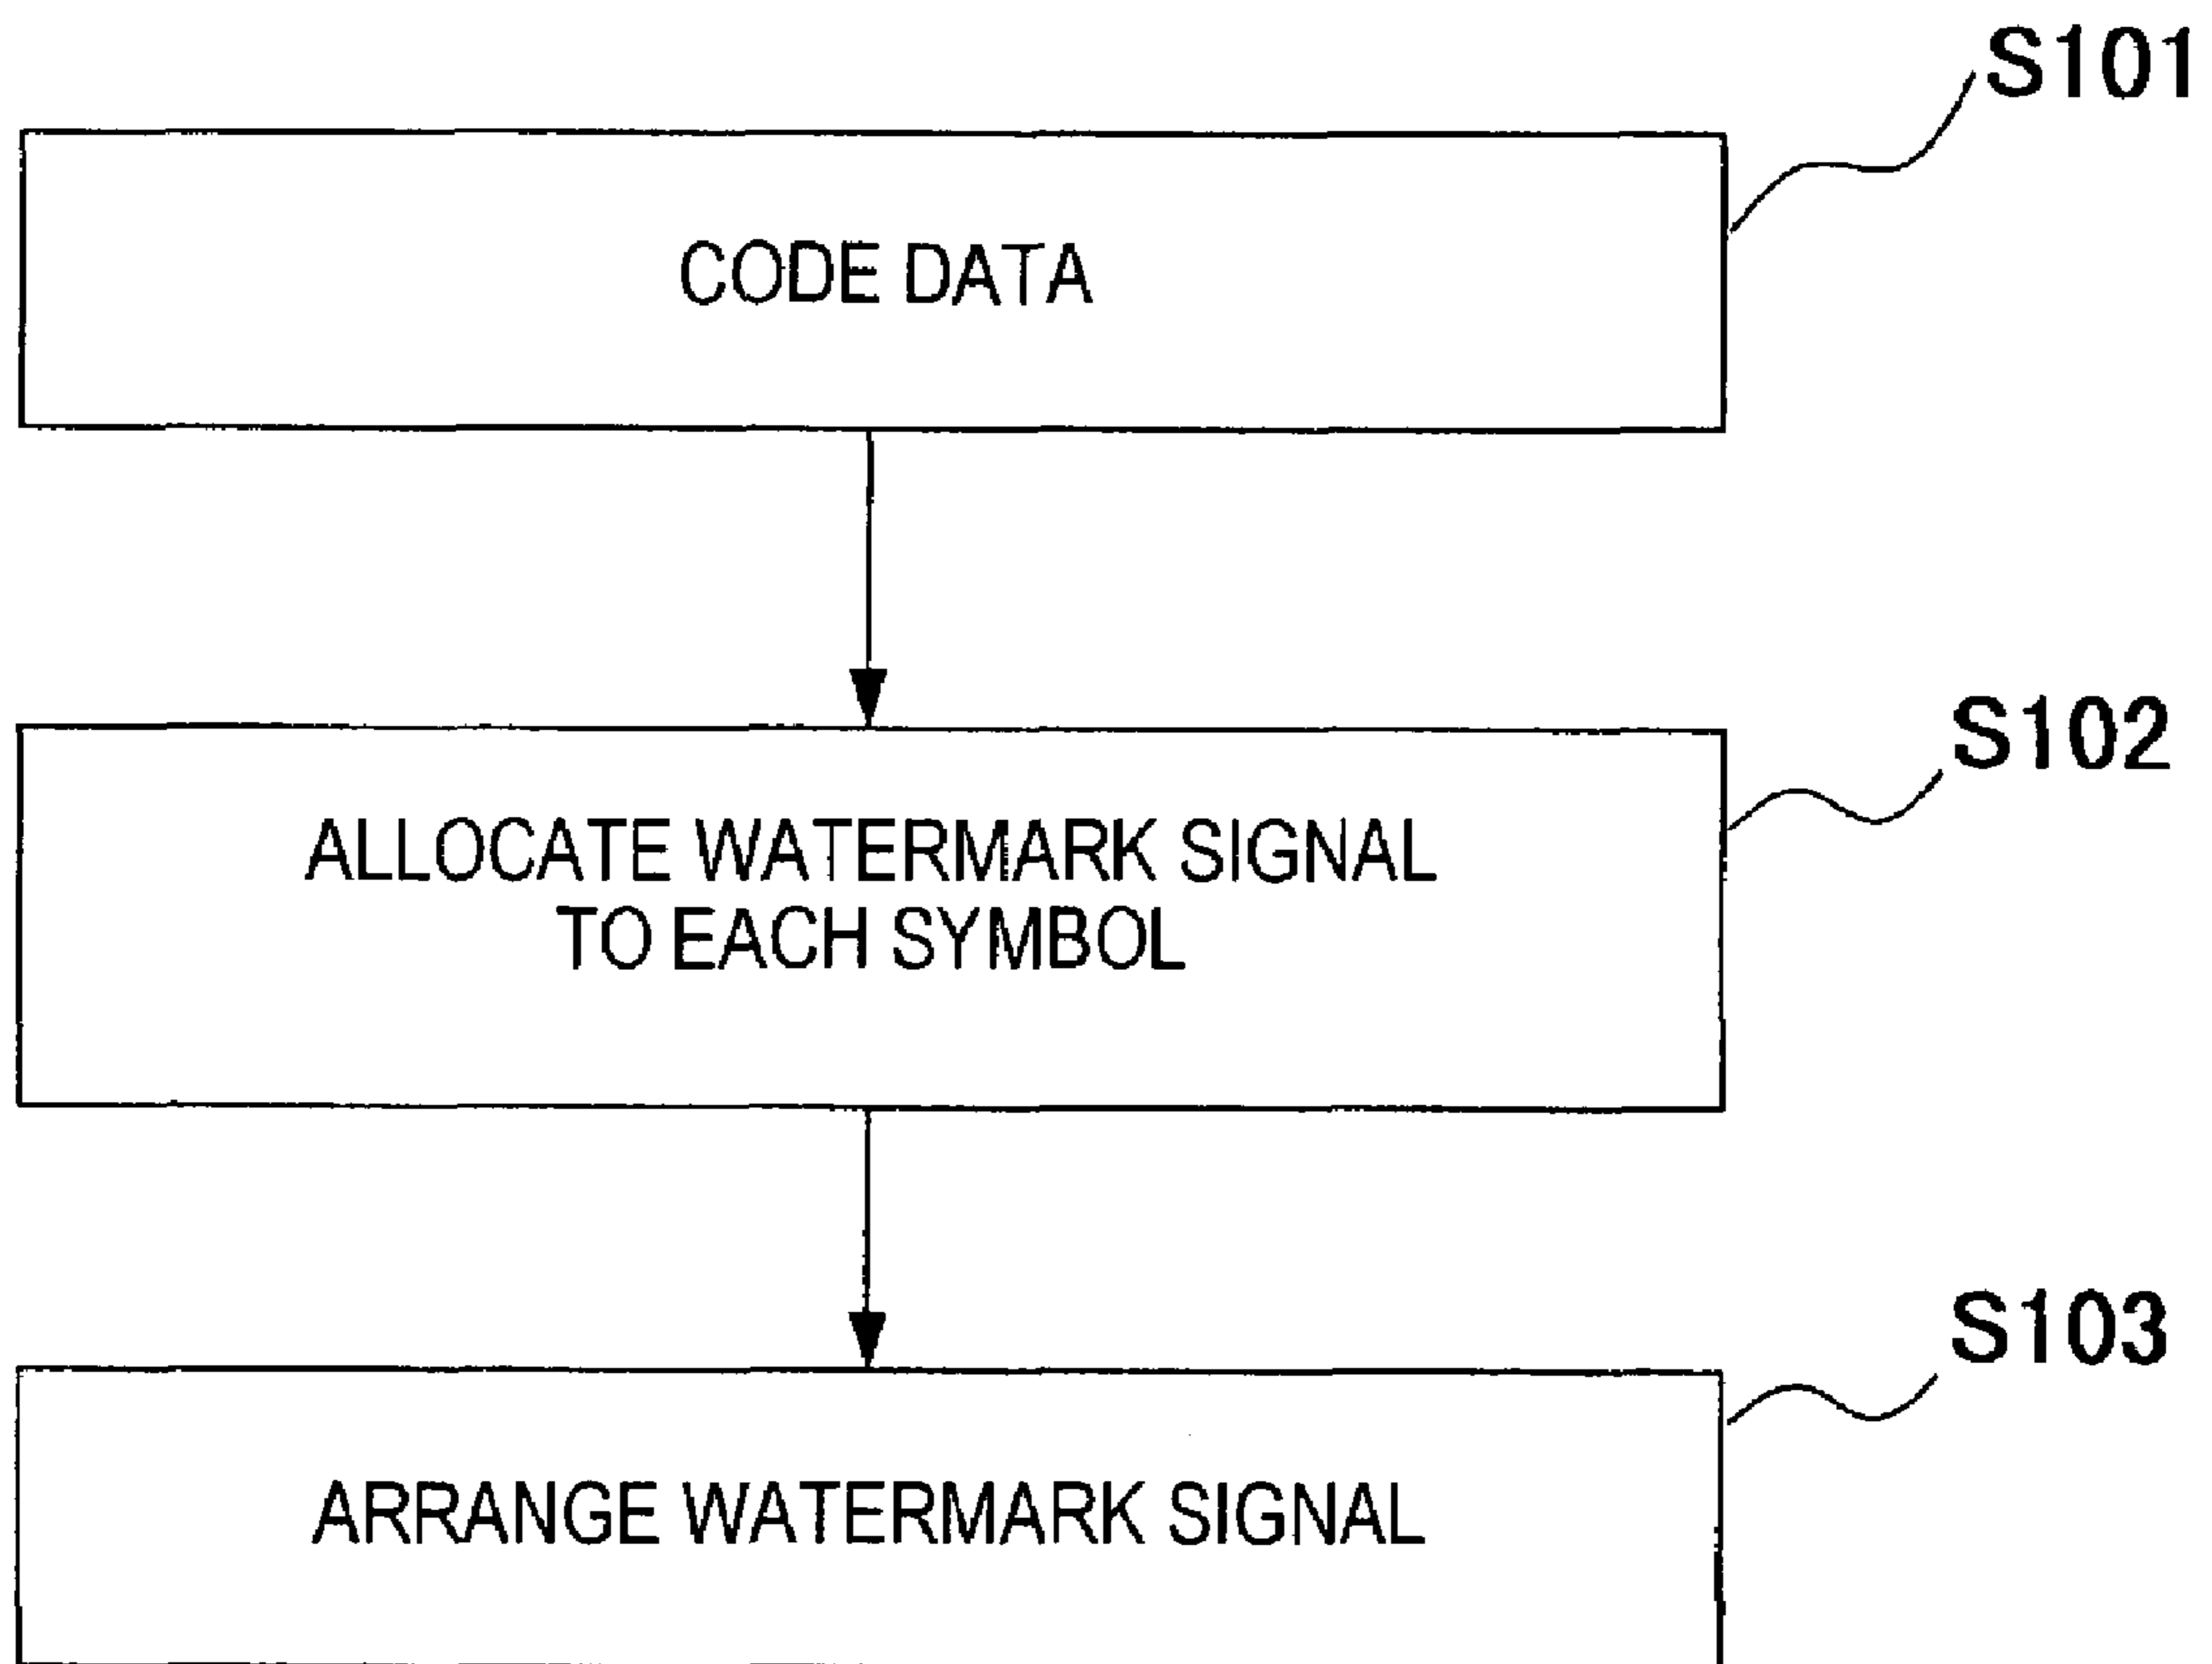 S101
CODE DATA
S102
ALLOCATE WATERMARK SIGNAL
TO EACH SYMBOL
S103
ARRANGE WATERMARK SIGNAL